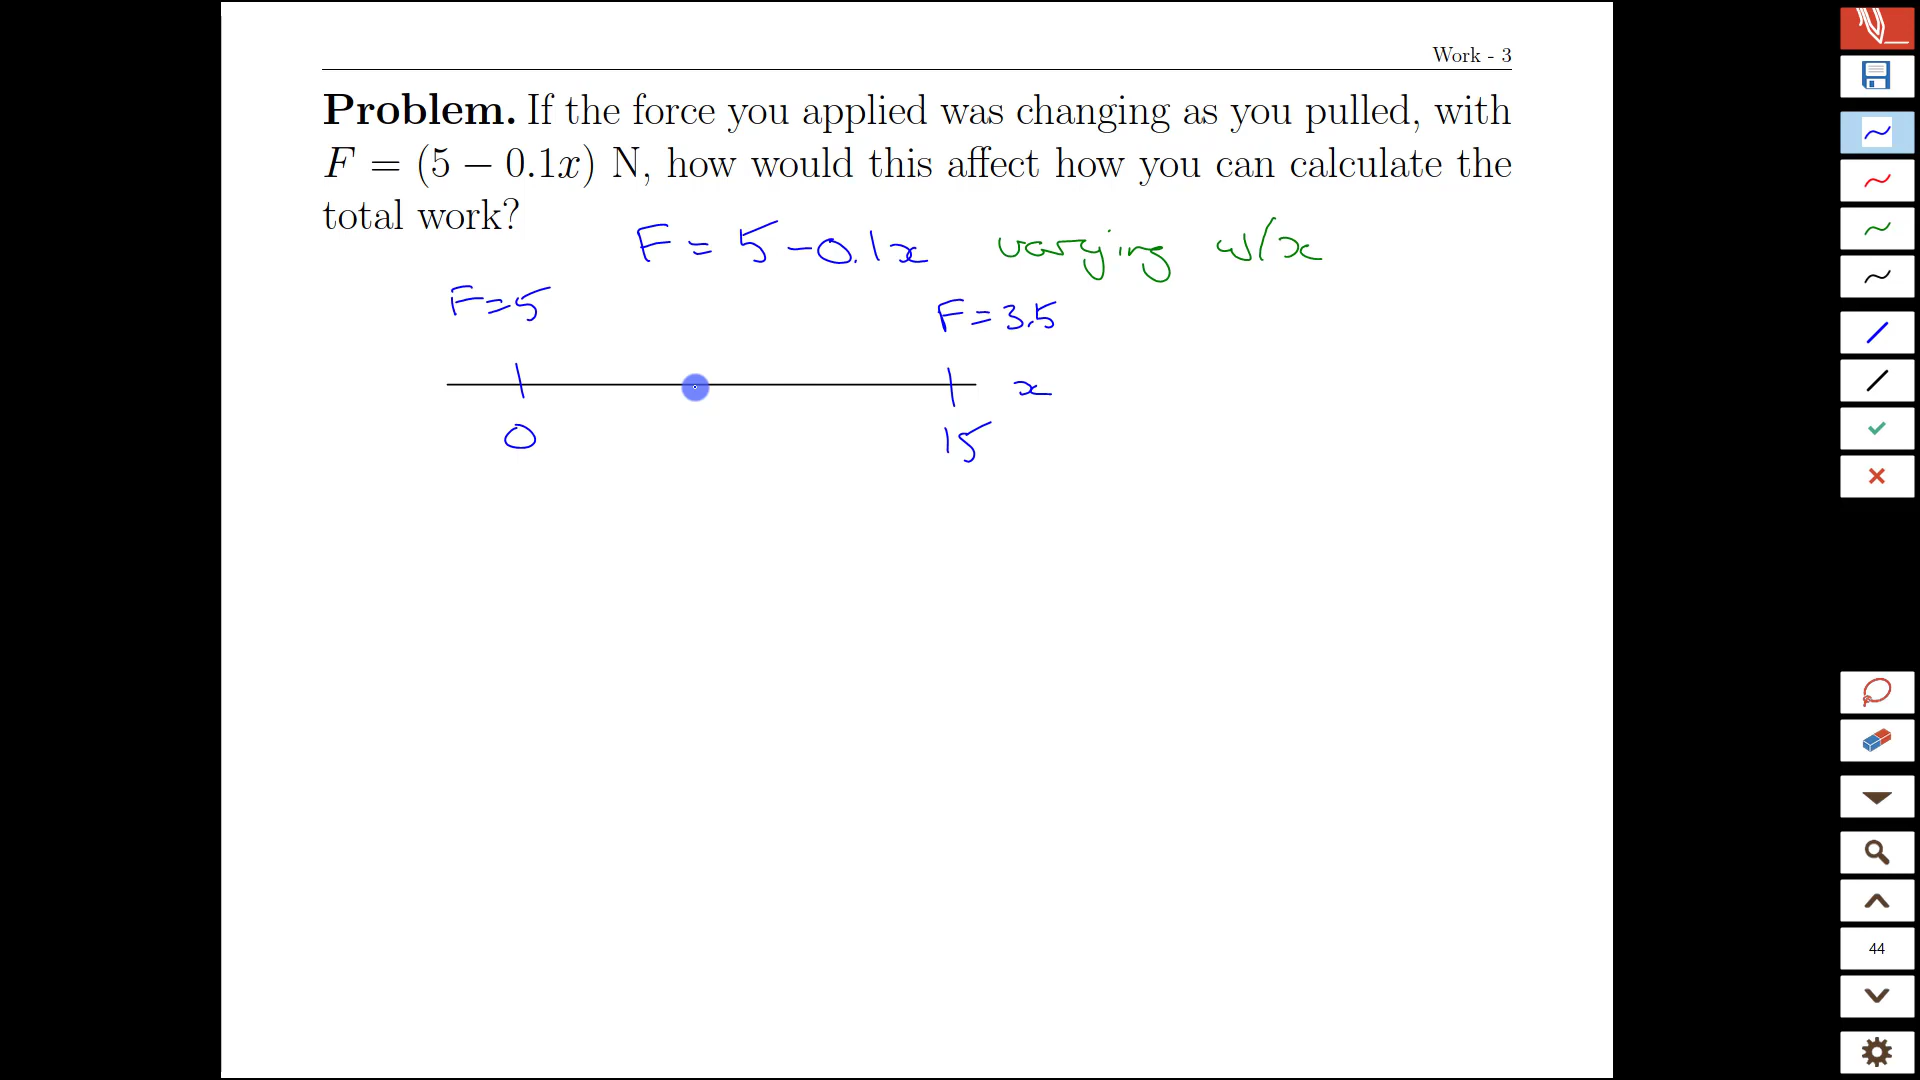 Work - 3
Problem. If the force you applied was changing as you pulled, with
F = (5 − 0.1x) N, how would this affect how you can calculate the
total work?
F = 5 - 0.1x varying w/x
F = 5
F = 3.5
x
0
15
44